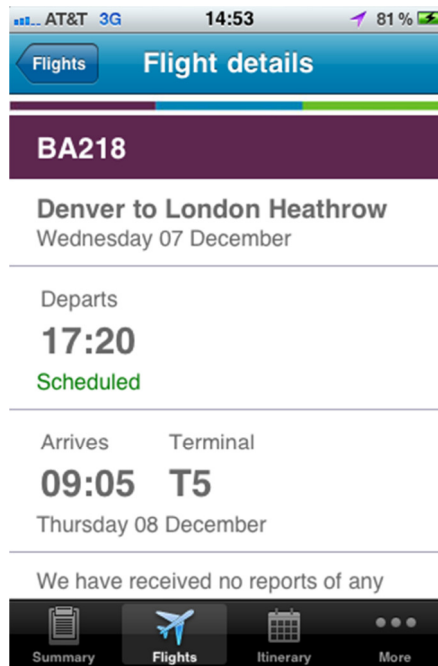 AT&T 3G 14:53 81 %
Flights Flight details
BA218
Denver to London Heathrow
Wednesday 07 December
Departs
17:20
Scheduled
Arrives Terminal
09:05 T5
Thursday 08 December
We have received no reports of any
Summary Flights Itinerary More